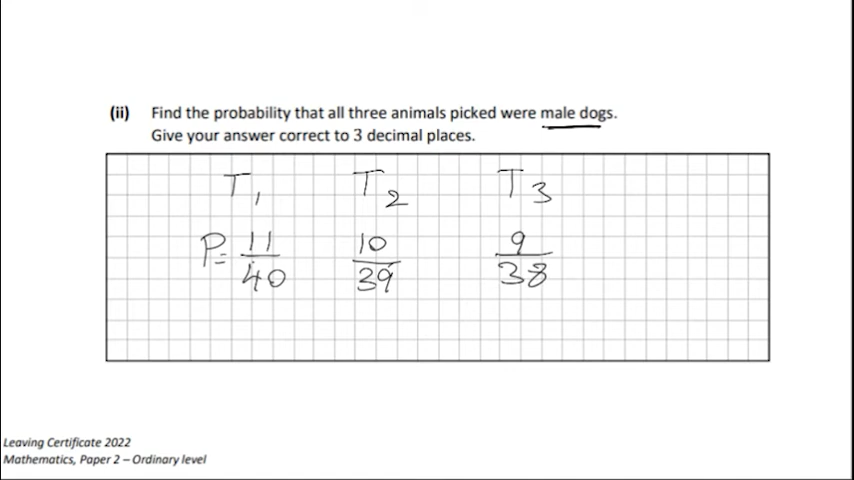 (ii) Find the probability that all three animals picked were male dogs.
Give your answer correct to 3 decimal places.
T1 T2 T3
P= 11/40 10/39 9/38
Leaving Certificate 2022
Mathematics, Paper 2 – Ordinary level